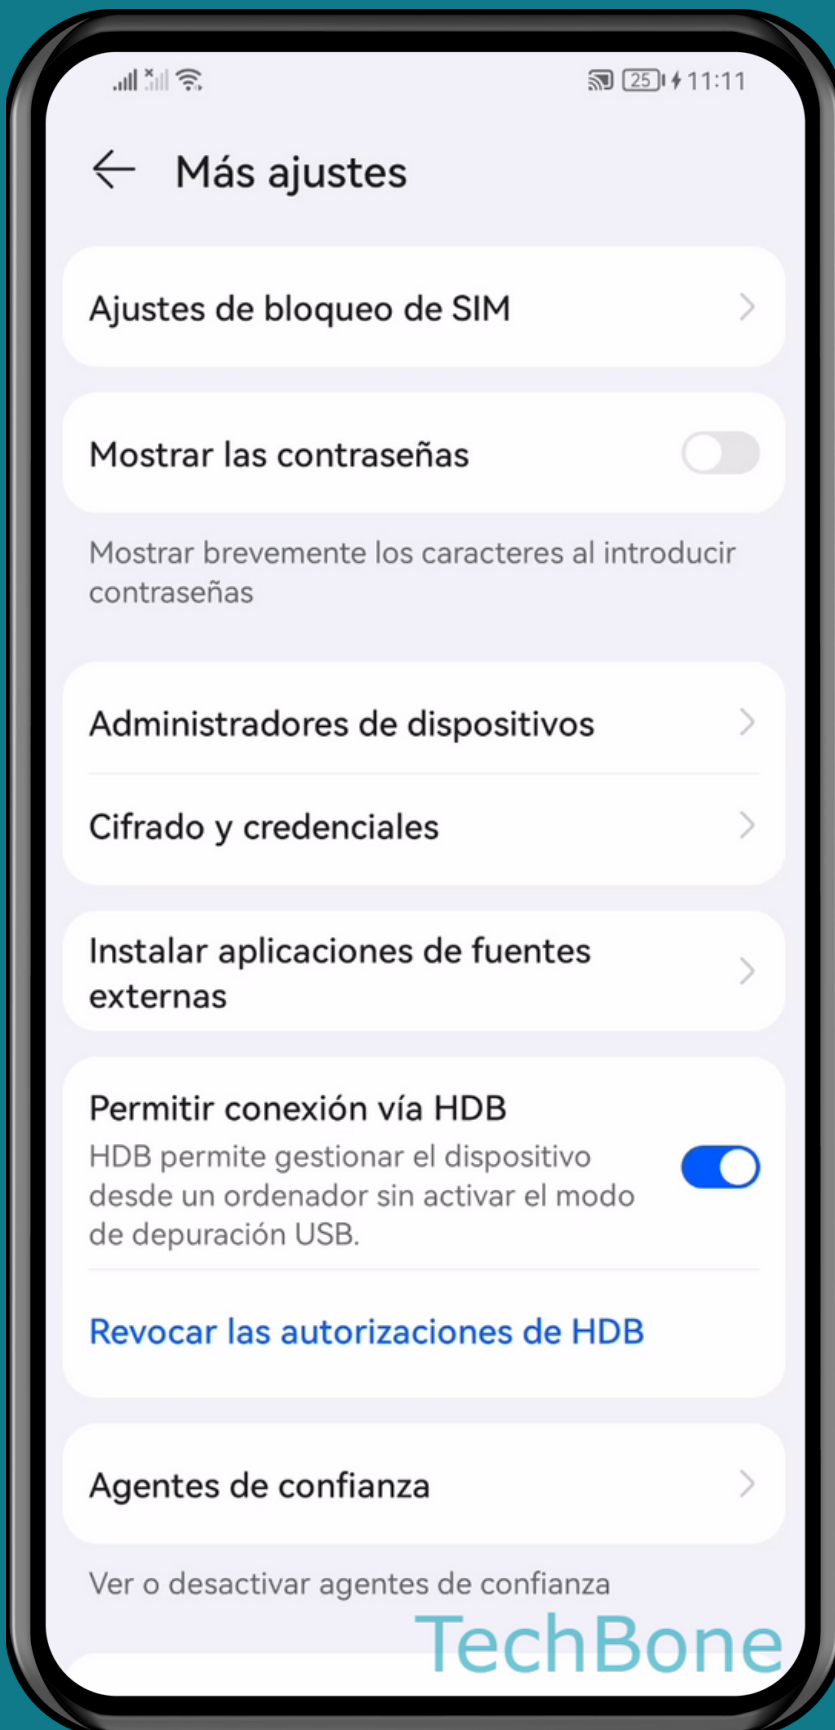 25 11:11
Más ajustes
Ajustes de bloqueo de SIM
Mostrar las contraseñas
Mostrar brevemente los caracteres al introducir
contraseñas
Administradores de dispositivos
Cifrado y credenciales
Instalar aplicaciones de fuentes
externas
Permitir conexión vía HDB
HDB permite gestionar el dispositivo
desde un ordenador sin activar el modo
de depuración USB.
Revocar las autorizaciones de HDB
Agentes de confianza
Ver o desactivar agentes de confianza
TechBone